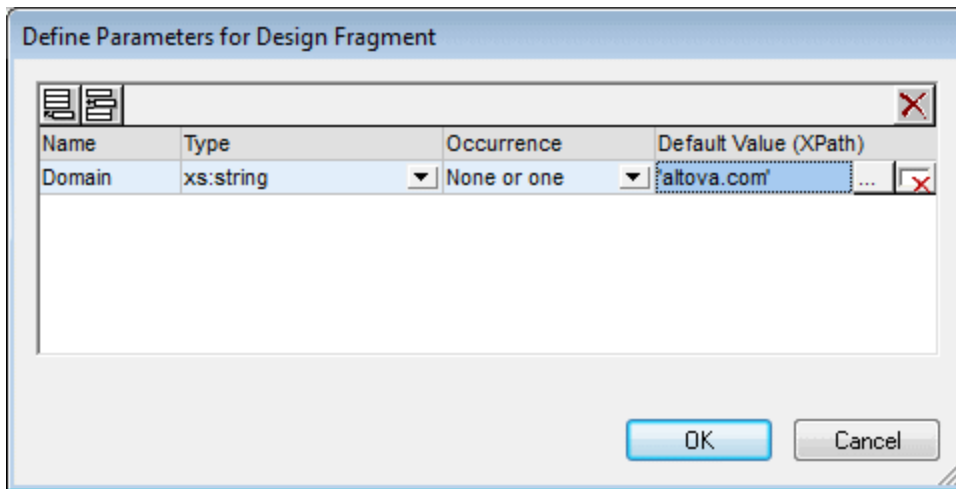 Define Parameters for Design Fragment
Name Type Occurrence Default Value (XPath)
Domain xs:string None or one 'altova.com' ...
OK Cancel